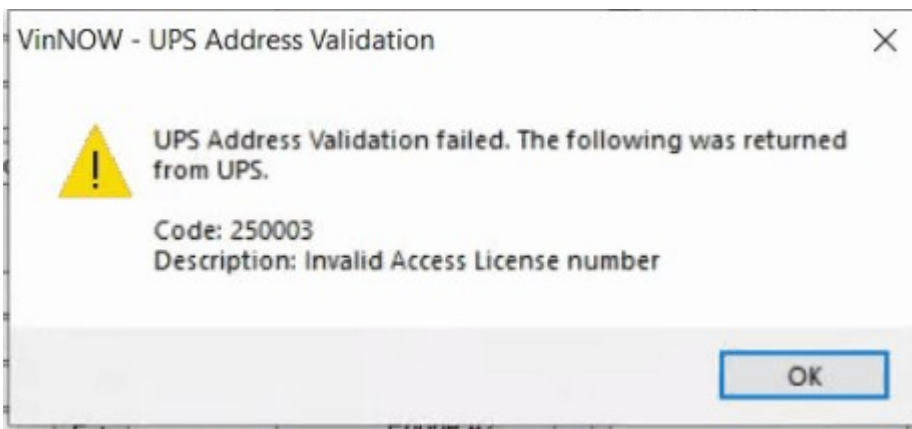 VinNOW - UPS Address Validation
UPS Address Validation failed. The following was returned
from UPS.
Code: 250003
Description: Invalid Access License number
OK